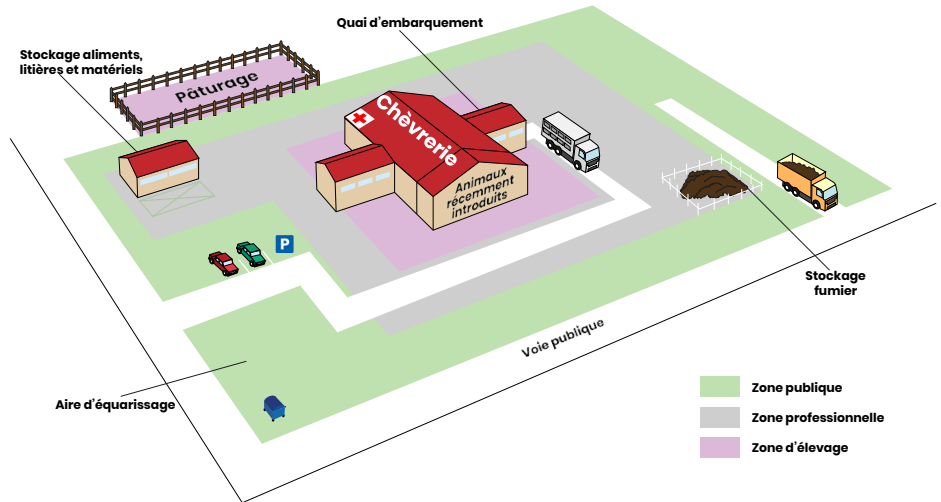 Quai d'embarquement
Stockage aliments,
litières et matériels
Pâturage
Chèvrerie
Animaux
récemment
introduits
P
Stockage
fumier
Voie publique
Aire d'équarissage
Zone publique
Zone professionnelle
Zone d'élevage